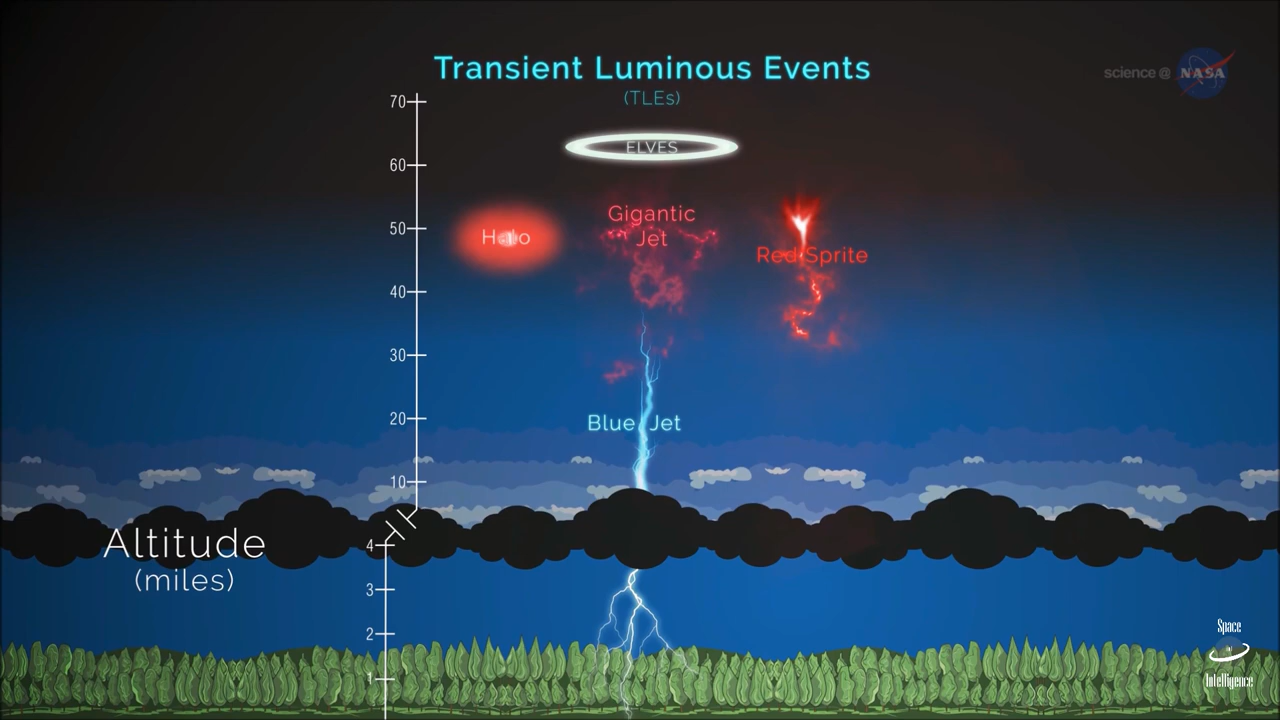 Transient Luminous Events
(TLEs)
science @ NASA
70
ELVES
60
Gigantic
Jet
50
Halo
Red Sprite
40
30
20
Blue Jet
10
Altitude
(miles)
4
3
2
1
Space
in
Intelligence